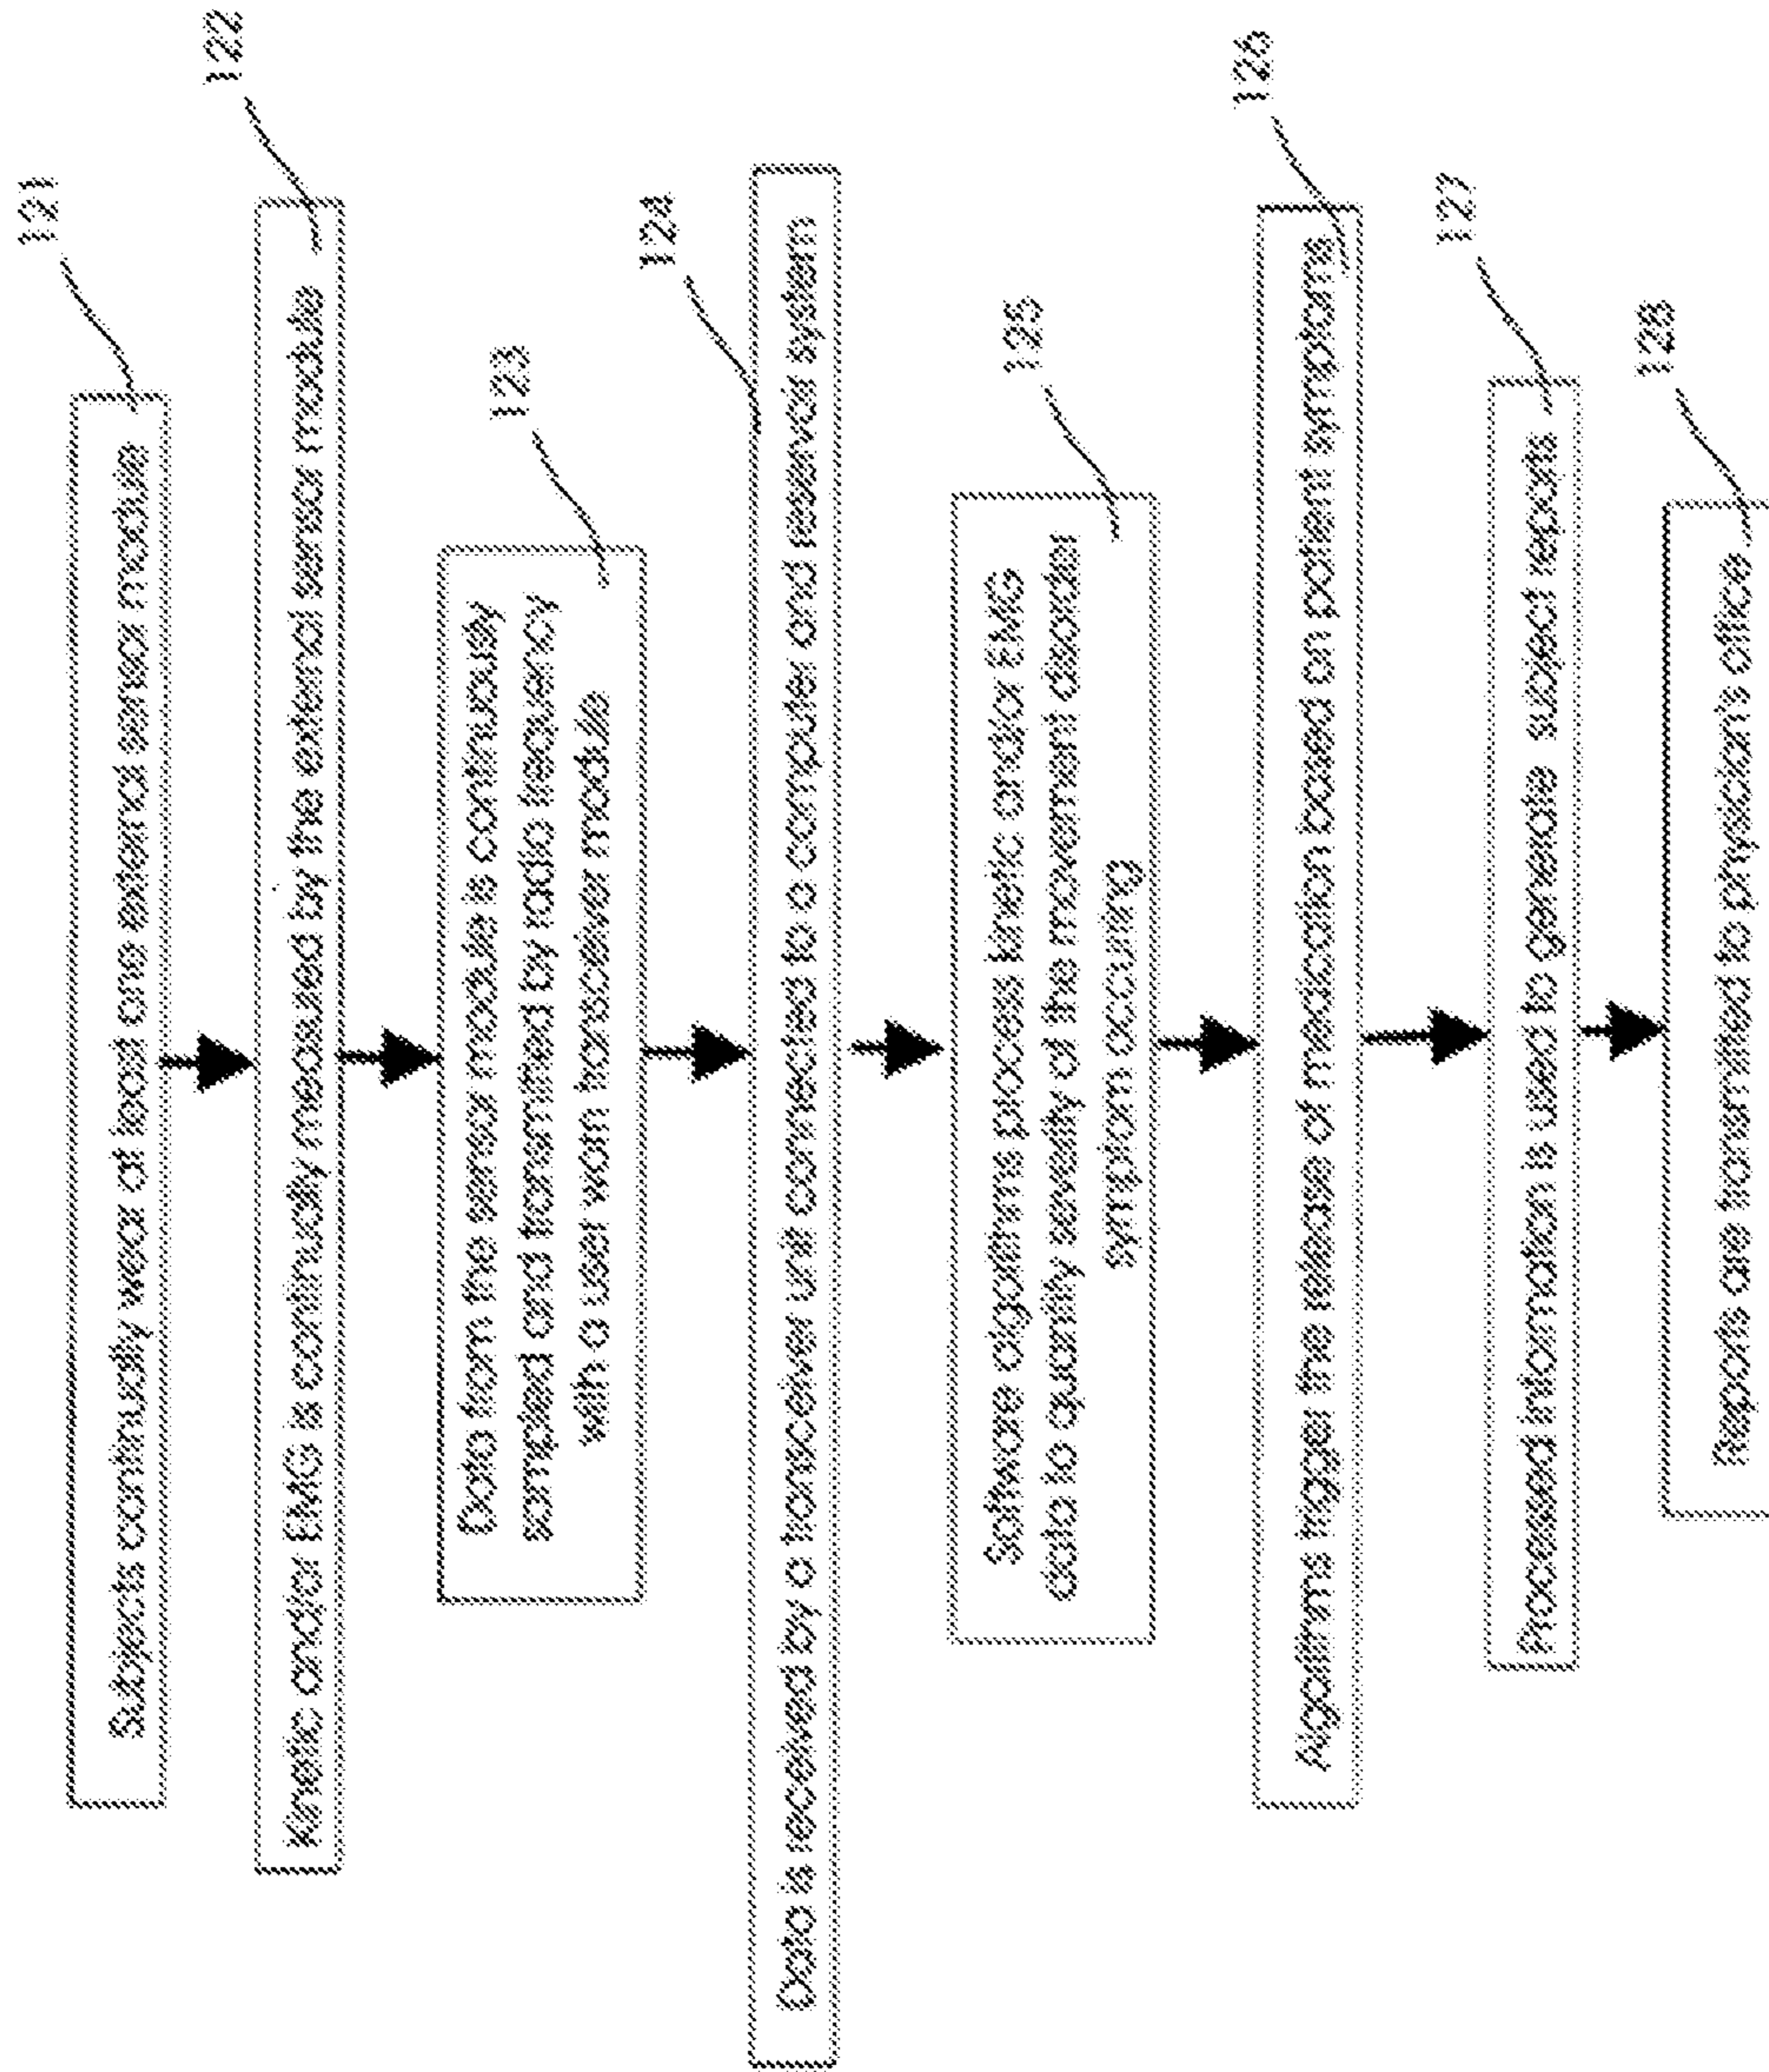 Subjects continually wear at least one external sensor module
121
Kinetic and/or EMG is continually measured by the external sensor module
122
Data from the sensor module is continuously
sampled and transmitted by radio frequency
with a user worn transceiver module
123
Data is received by a transceiver unit connected to a computer and reservoir system
124
Software algorithms process kinetic and/or EMG
data to quantify severity of the movement disorder
symptom occurring
125
Algorithms trigger the release of medication based on patient symptoms
126
Processed information is used to generate subject reports
127
Reports are transmitted to physician's office
128